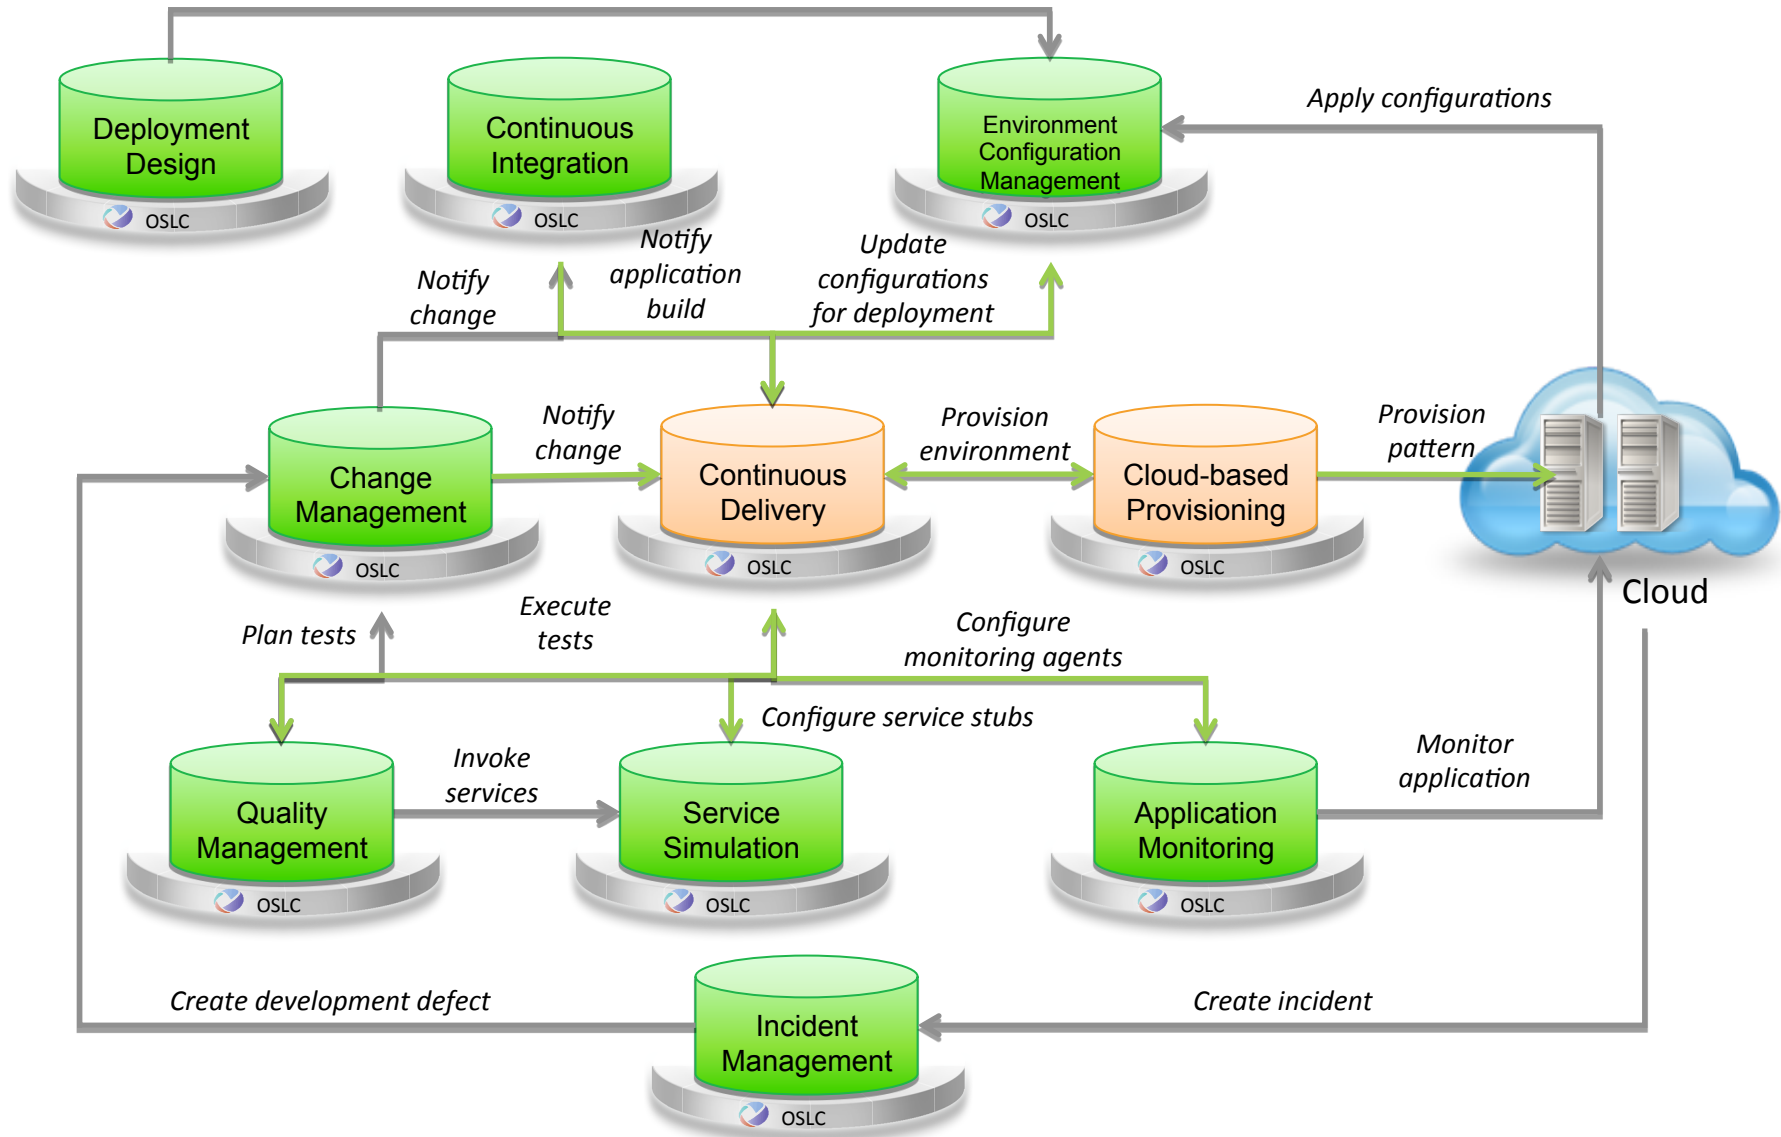 Deployment
Design
OSLC
Continuous
Integration
OSLC
Environment
Configuration
Management
OSLC
Apply configurations
Notify
change
Notify
application
build
Update
configurations
for deployment
Change
Management
OSLC
Notify
change
Continuous
Delivery
OSLC
Provision
environment
Cloud-based
Provisioning
OSLC
Provision
pattern
Cloud
Plan tests
Execute
tests
Configure
monitoring agents
Configure service stubs
Quality
Management
OSLC
Invoke
services
Service
Simulation
OSLC
Application
Monitoring
OSLC
Monitor
application
Create development defect
Incident
Management
OSLC
Create incident